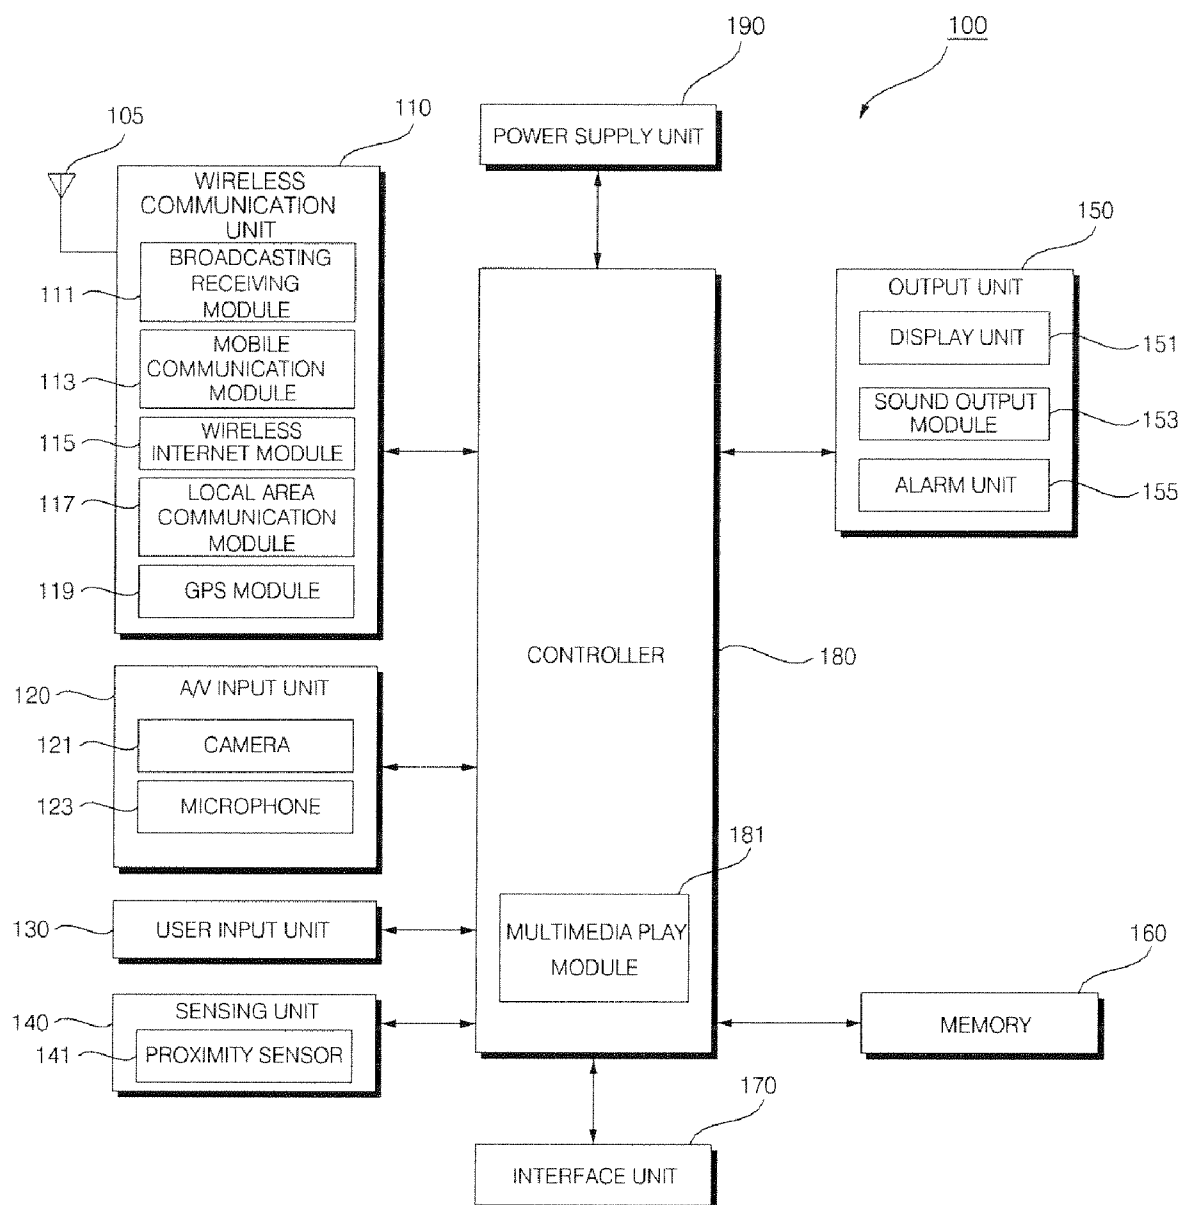 100
190
POWER SUPPLY UNIT
105
110
WIRELESS
COMMUNICATION
UNIT
111
BROADCASTING
RECEIVING
MODULE
113
MOBILE
COMMUNICATION
MODULE
115
WIRELESS
INTERNET MODULE
117
LOCAL AREA
COMMUNICATION
MODULE
119
GPS MODULE
120
A/V INPUT UNIT
121
CAMERA
123
MICROPHONE
130
USER INPUT UNIT
140
SENSING UNIT
141
PROXIMITY SENSOR
CONTROLLER
180
181
MULTIMEDIA PLAY
MODULE
150
OUTPUT UNIT
DISPLAY UNIT
151
SOUND OUTPUT
MODULE
153
ALARM UNIT
155
160
MEMORY
170
INTERFACE UNIT